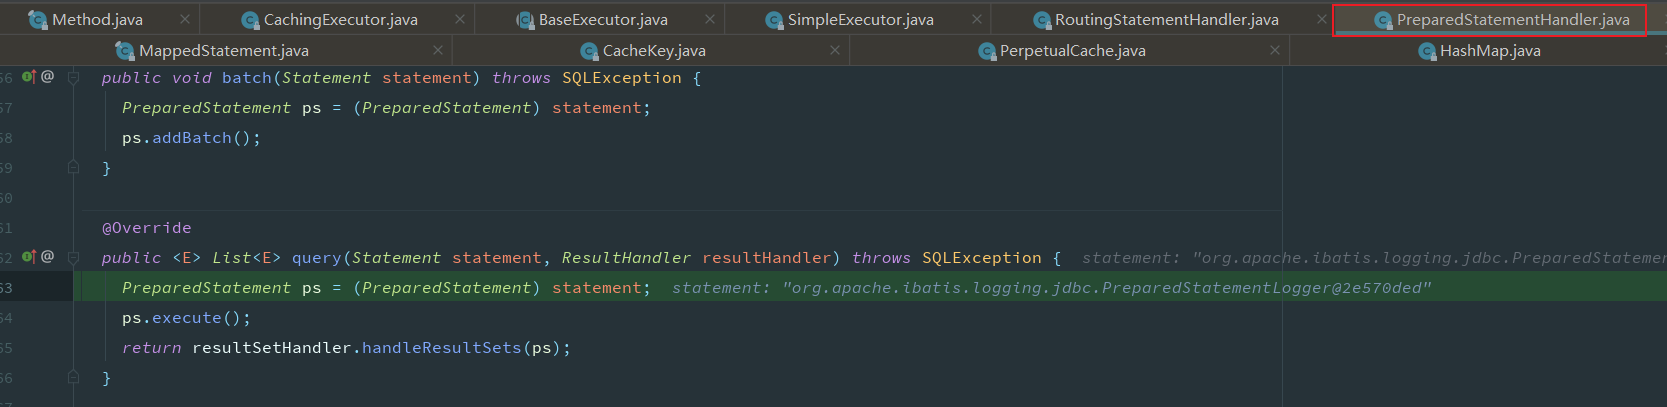 Method.java CachingExecutor.java BaseExecutor.java SimpleExecutor.java RoutingStatementHandler.java PreparedStatementHandler.java
MappedStatement.java CacheKey.java PerpetualCache.java HashMap.java
56 @ public void batch(Statement statement) throws SQLException {
57 PreparedStatement ps = (PreparedStatement) statement;
58 ps.addBatch();
59 }
60
61 @Override
62 @ public <E> List<E> query(Statement statement, ResultHandler resultHandler) throws SQLException { statement: "org.apache.ibatis.logging.jdbc.PreparedStatemen
63 PreparedStatement ps = (PreparedStatement) statement; statement: "org.apache.ibatis.logging.jdbc.PreparedStatementLogger@2e570ded"
64 ps.execute();
65 return resultSetHandler.handleResultSets(ps);
66 }
67